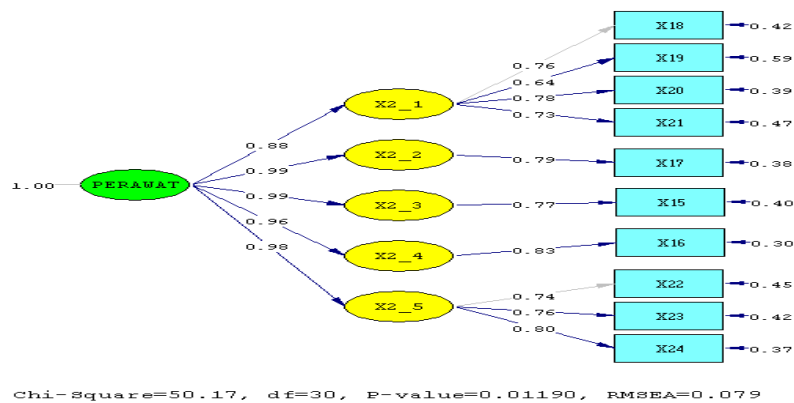 X18 0.42
0.76
X19 0.59
0.64
X2_1 X20 0.39
0.78
0.73 X21 0.47
0.88
X2_2 0.79 X17 0.38
0.99
1.00 PERAWAT
0.99 X2_3 0.77 X15 0.40
0.96
0.98
X2_4 0.83 X16 0.30
X22 0.45
0.74
X2_5 0.76 X23 0.42
0.80
X24 0.37
Chi-Square=50.17, df=30, P-value=0.01190, RMSEA=0.079